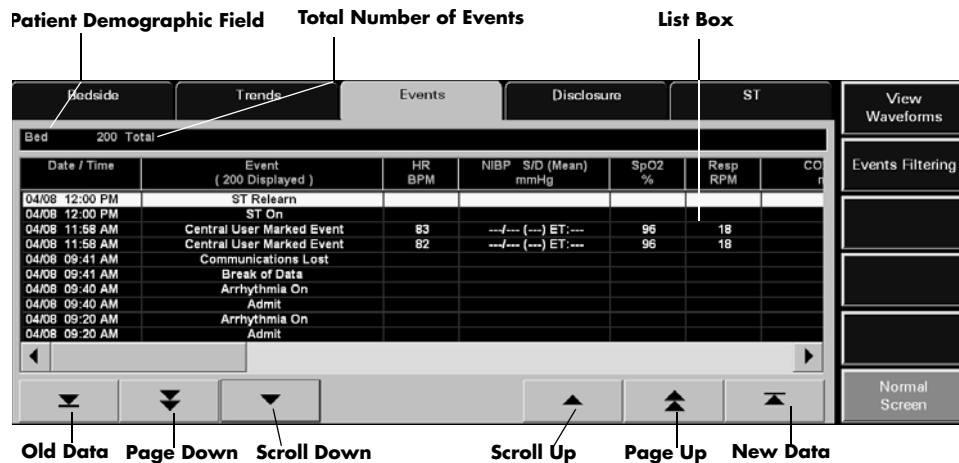 Patient Demographic Field Total Number of Events List Box
Bedside Trends Events Disclosure ST
View Waveforms
Bed 200 Total
Date / Time Event ( 200 Displayed ) HR BPM NIBP S/D (Mean) mmHg SpO2 % Resp RPM
Events Filtering
04/08 12:00 PM ST Relearn
04/08 12:00 PM ST On
04/08 11:58 AM Central User Marked Event 83 ---/--- (---) ET:--- 96 18
04/08 11:58 AM Central User Marked Event 82 ---/--- (---) ET:--- 96 18
04/08 09:41 AM Communications Lost
04/08 09:41 AM Break of Data
04/08 09:40 AM Arrhythmia On
04/08 09:40 AM Admit
04/08 09:20 AM Arrhythmia On
04/08 09:20 AM Admit
Normal Screen
Old Data Page Down Scroll Down Scroll Up Page Up New Data